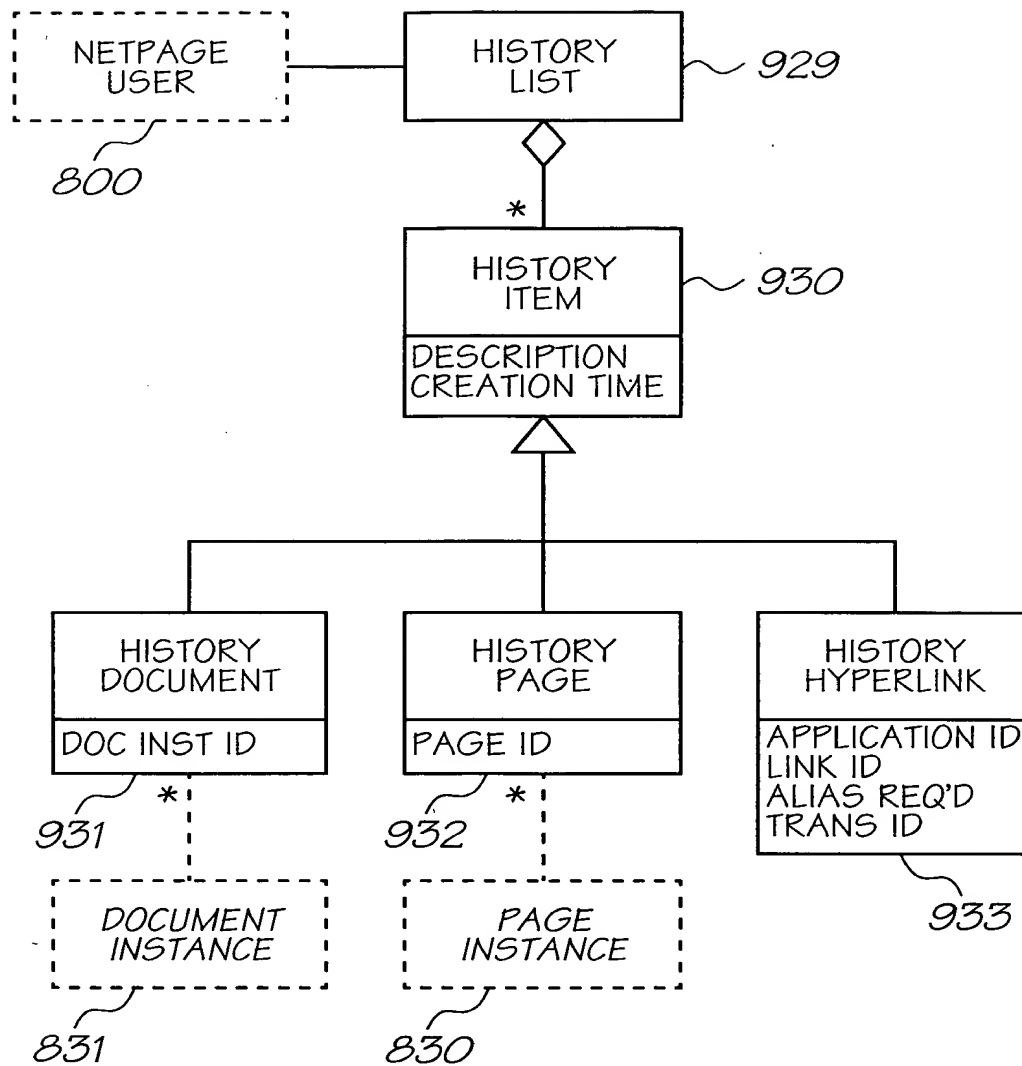 NETPAGE
USER
800
HISTORY
LIST
929
*
HISTORY
ITEM
930
DESCRIPTION
CREATION TIME
HISTORY
DOCUMENT
DOC INST ID
931
*
HISTORY
PAGE
PAGE ID
932
*
HISTORY
HYPERLINK
APPLICATION ID
LINK ID
ALIAS REQ'D
TRANS ID
933
DOCUMENT
INSTANCE
831
PAGE
INSTANCE
830